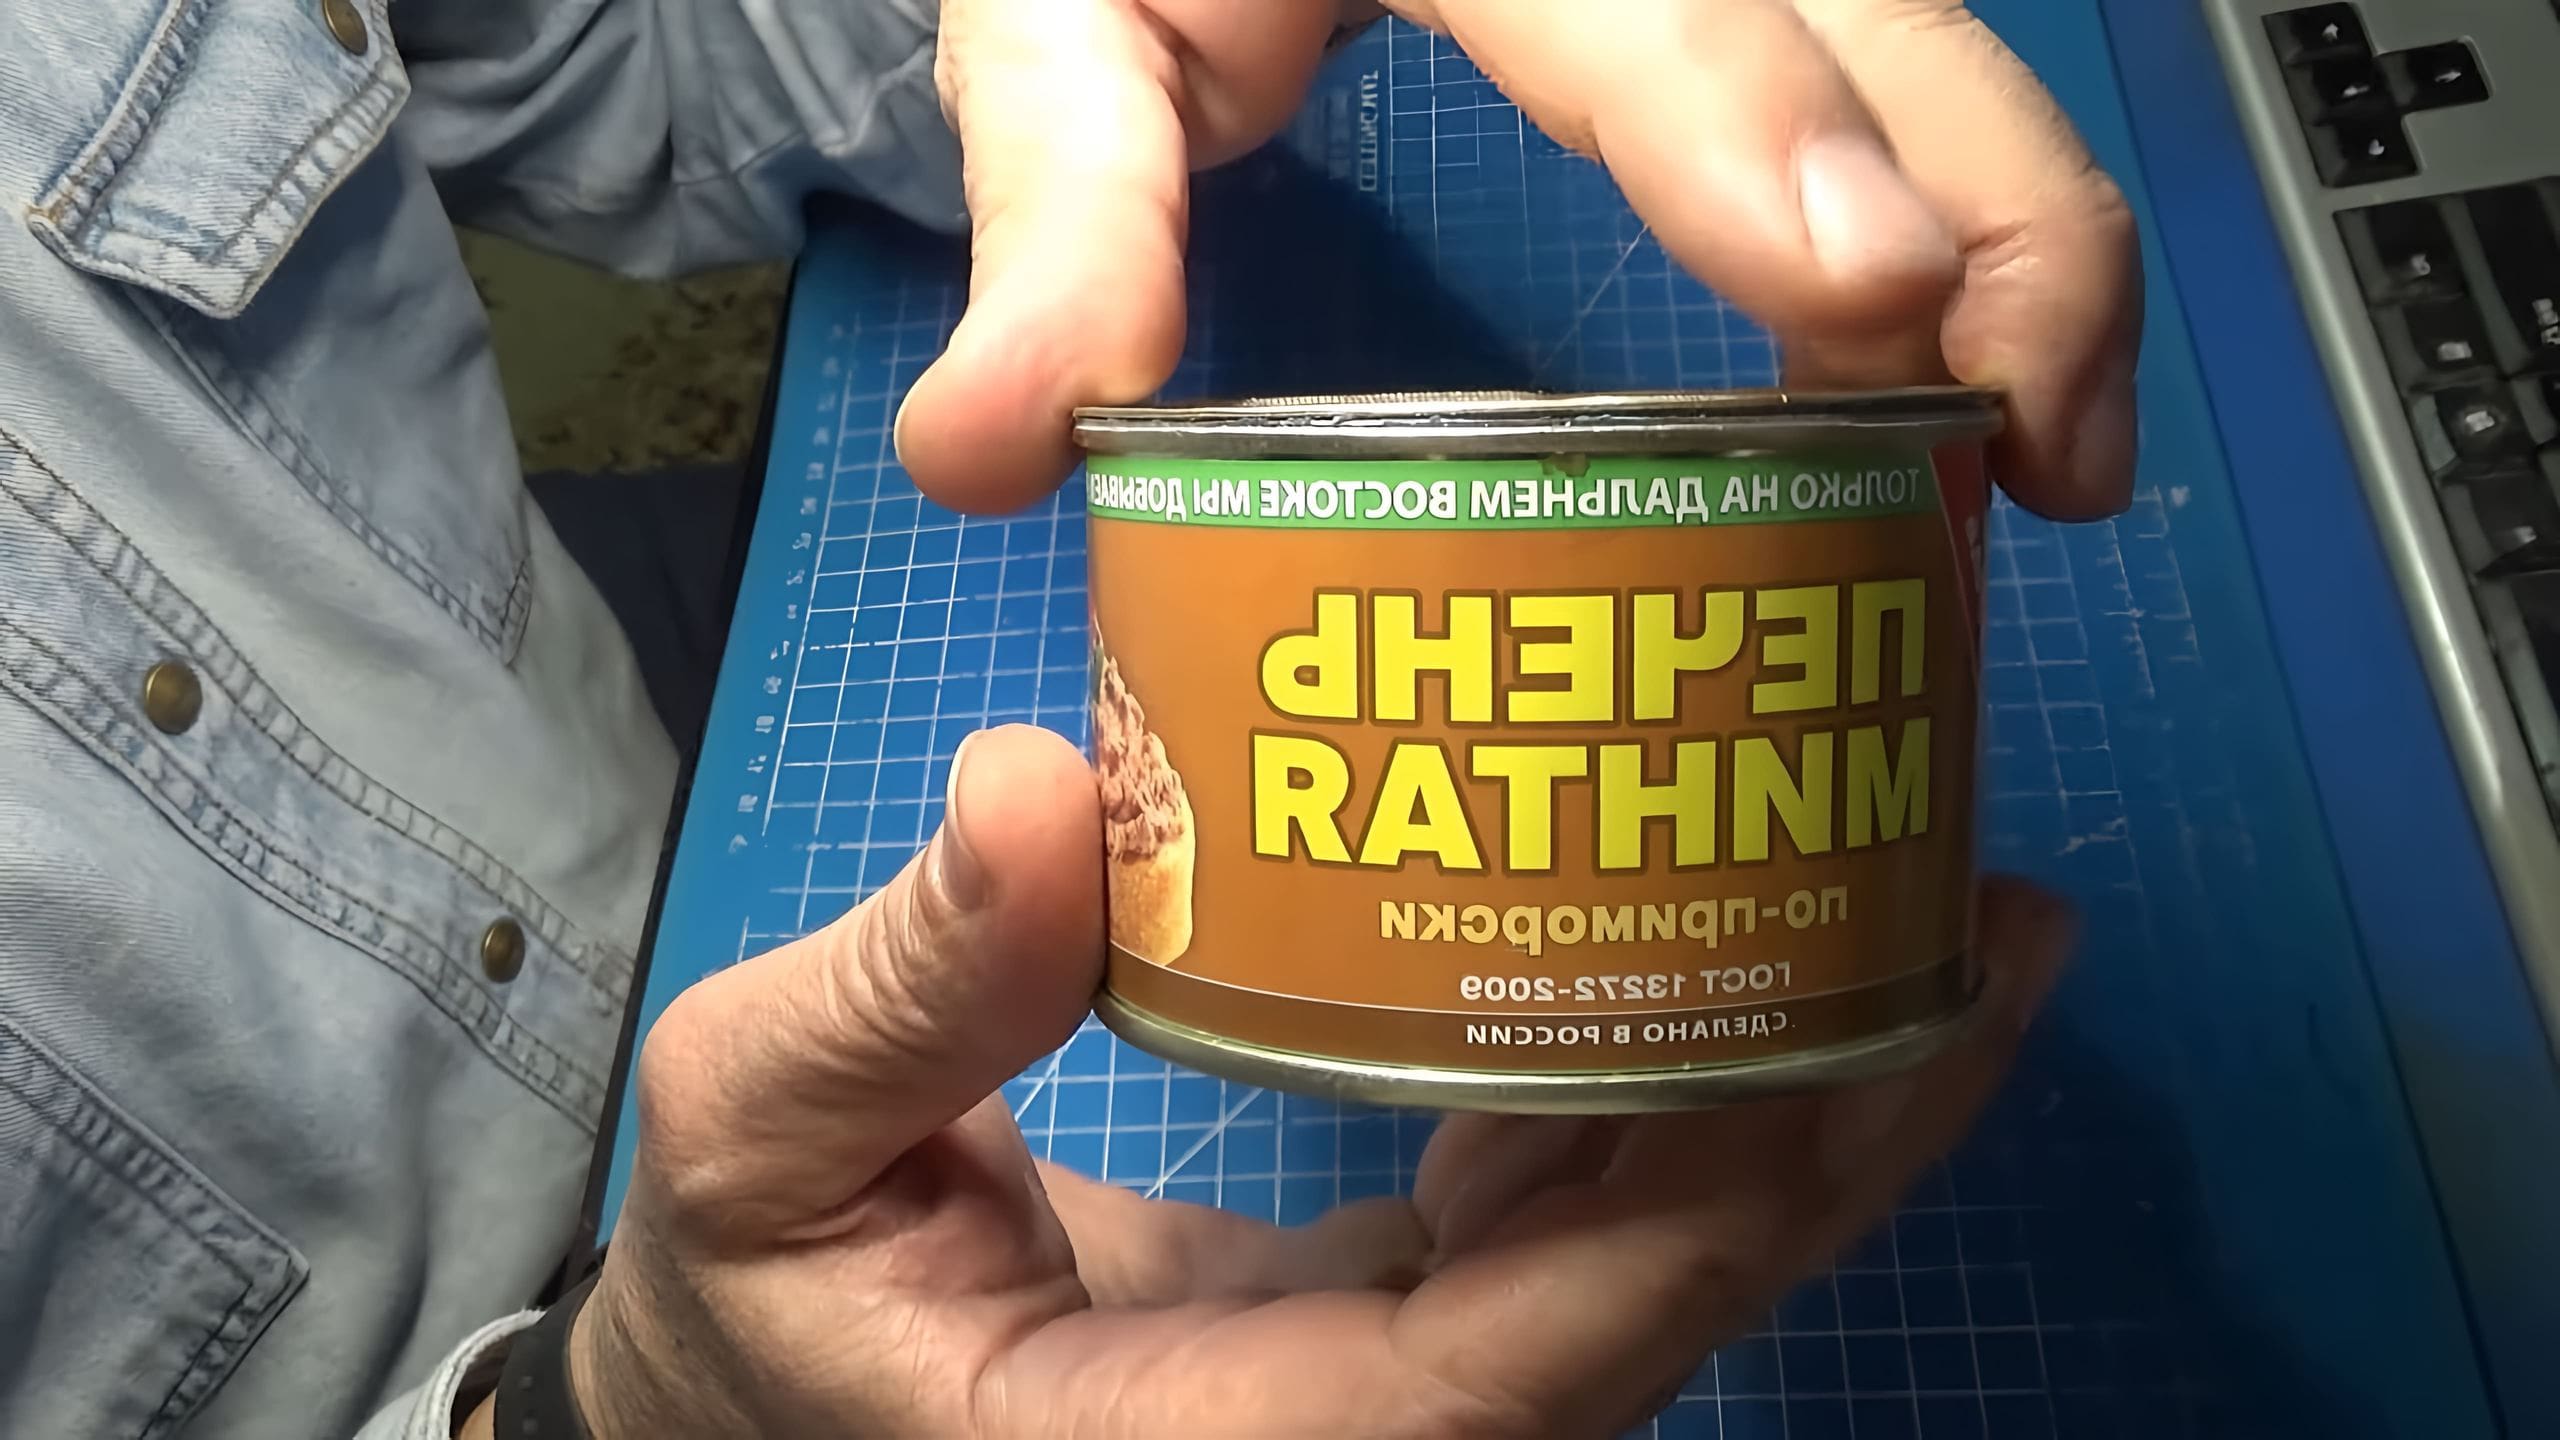 ТОЛЬКО НА ДАЛЬНЕМ ВОСТОКЕ МЫ ДОБЫВАЕ
ПЕЧЕНЬ
МИНТАЯ
по-приморски
ГОСТ 13272-2009
СДЕЛАНО В РОССИИ